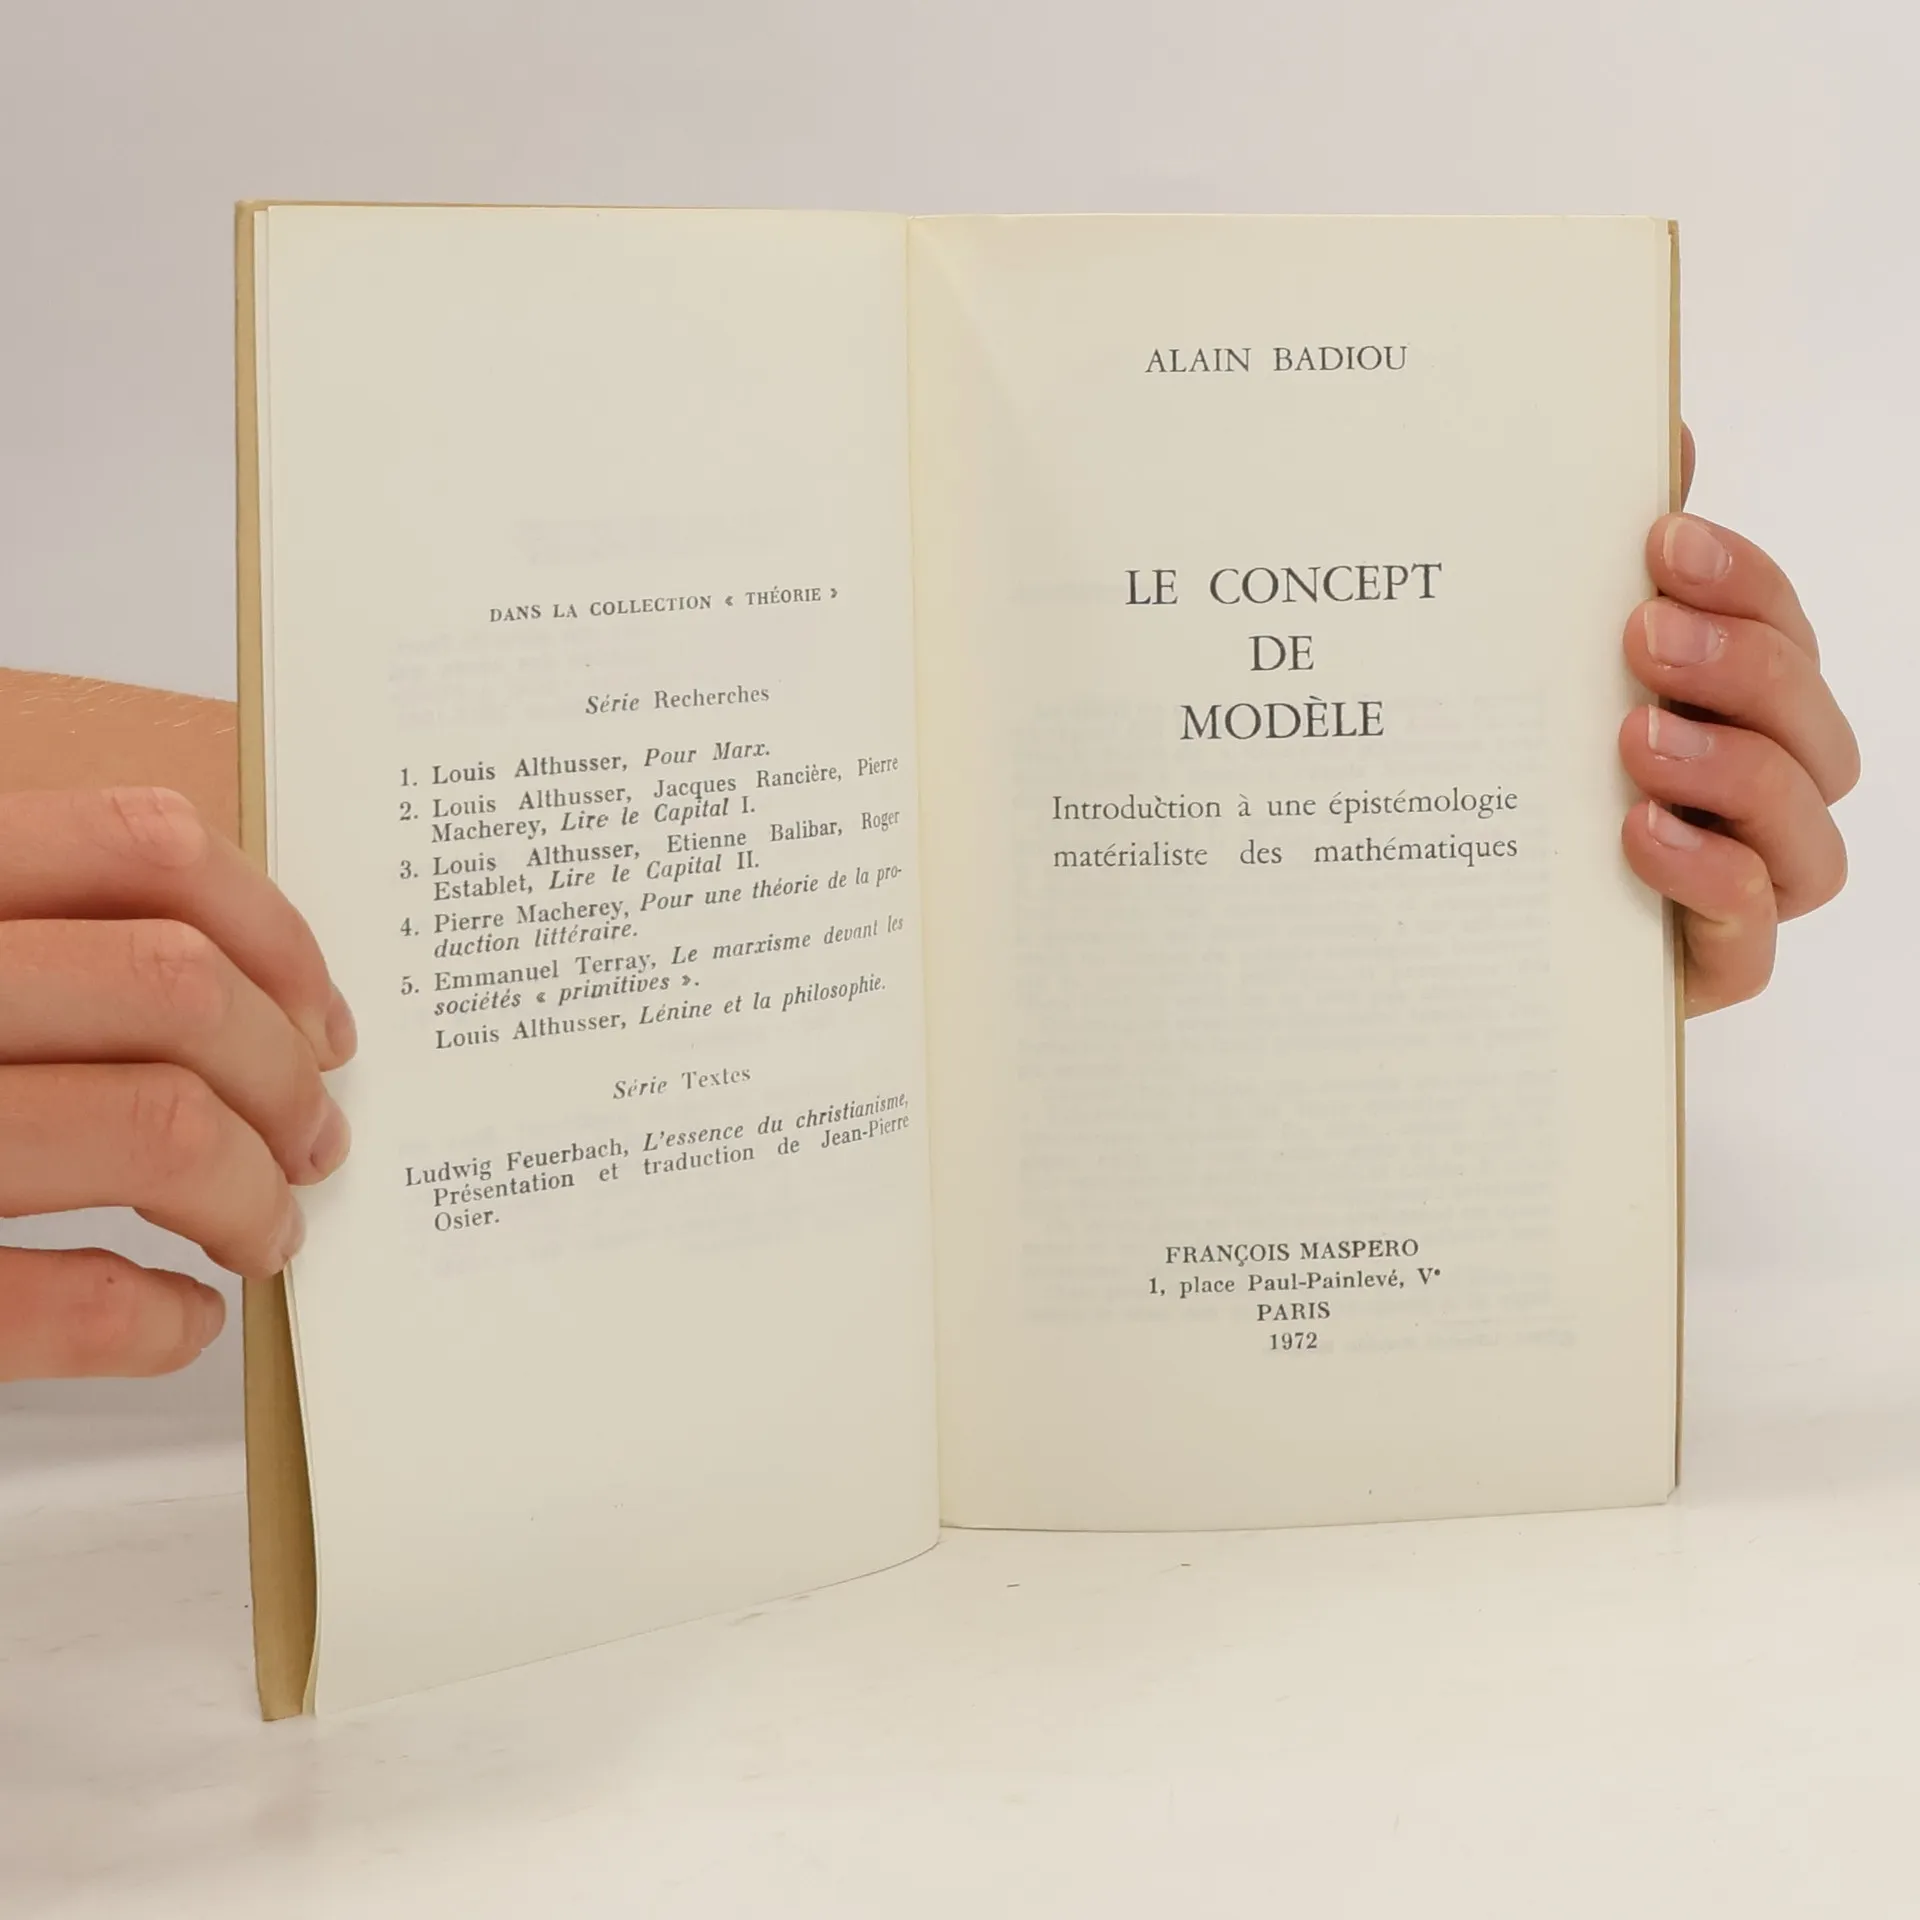 DANS LA COLLECTION « THÉORIE »
Série Recherches
1. Louis Althusser, Pour Marx.
2. Louis Althusser, Jacques Rancière, Pierre
Macherey, Lire le Capital I.
3. Louis Althusser, Etienne Balibar, Roger
Establet, Lire le Capital II.
4. Pierre Macherey, Pour une théorie de la pro-
duction littéraire.
5. Emmanuel Terray, Le marxisme devant les
sociétés « primitives ».
Louis Althusser, Lénine et la philosophie.
Série Textes
Ludwig Feuerbach, L'essence du christianisme,
Présentation et traduction de Jean-Pierre
Osier.
ALAIN BADIOU
LE CONCEPT
DE
MODÈLE
Introduction à une épistémologie
matérialiste des mathématiques
FRANÇOIS MASPERO
1, place Paul-Painlevé, Vᵉ
PARIS
1972